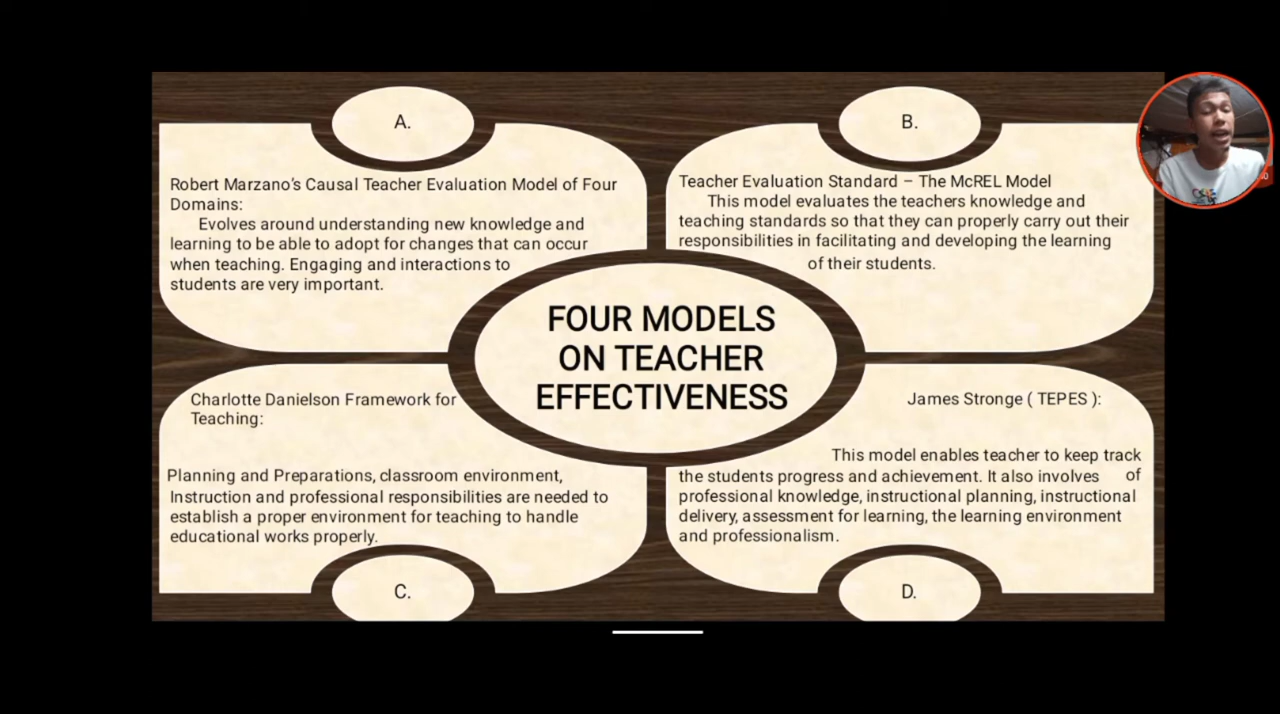 A.
Robert Marzano's Causal Teacher Evaluation Model of Four
Domains:
Evolves around understanding new knowledge and
learning to be able to adopt for changes that can occur
when teaching. Engaging and interactions to
students are very important.
B.
Teacher Evaluation Standard – The McREL Model
This model evaluates the teachers knowledge and
teaching standards so that they can properly carry out their
responsibilities in facilitating and developing the learning
of their students.
FOUR MODELS
ON TEACHER
EFFECTIVENESS
Charlotte Danielson Framework for
Teaching:
Planning and Preparations, classroom environment,
Instruction and professional responsibilities are needed to
establish a proper environment for teaching to handle
educational works properly.
C.
James Stronge ( TEPES ):
This model enables teacher to keep track
the students progress and achievement. It also involves of
professional knowledge, instructional planning, instructional
delivery, assessment for learning, the learning environment
and professionalism.
D.